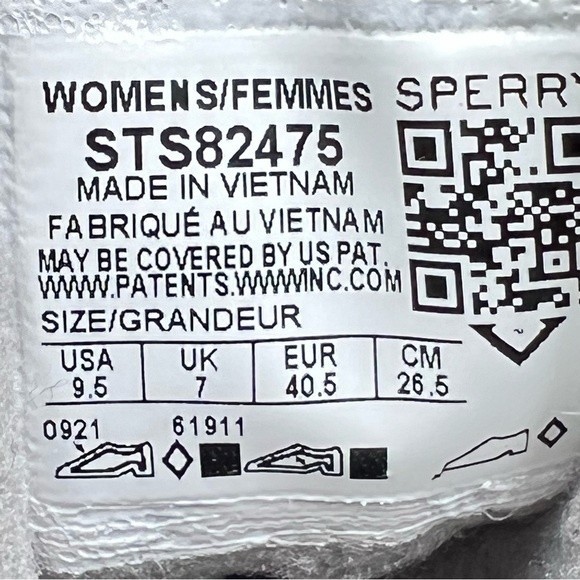 WOMENS/FEMMES SPERRY
STS82475
MADE IN VIETNAM
FABRIQUÉ AU VIETNAM
MAY BE COVERED BY US PAT.
WWW.PATENTS.WWWINC.COM
SIZE/GRANDEUR
USA UK EUR CM
9.5 7 40.5 26.5
0921 61911